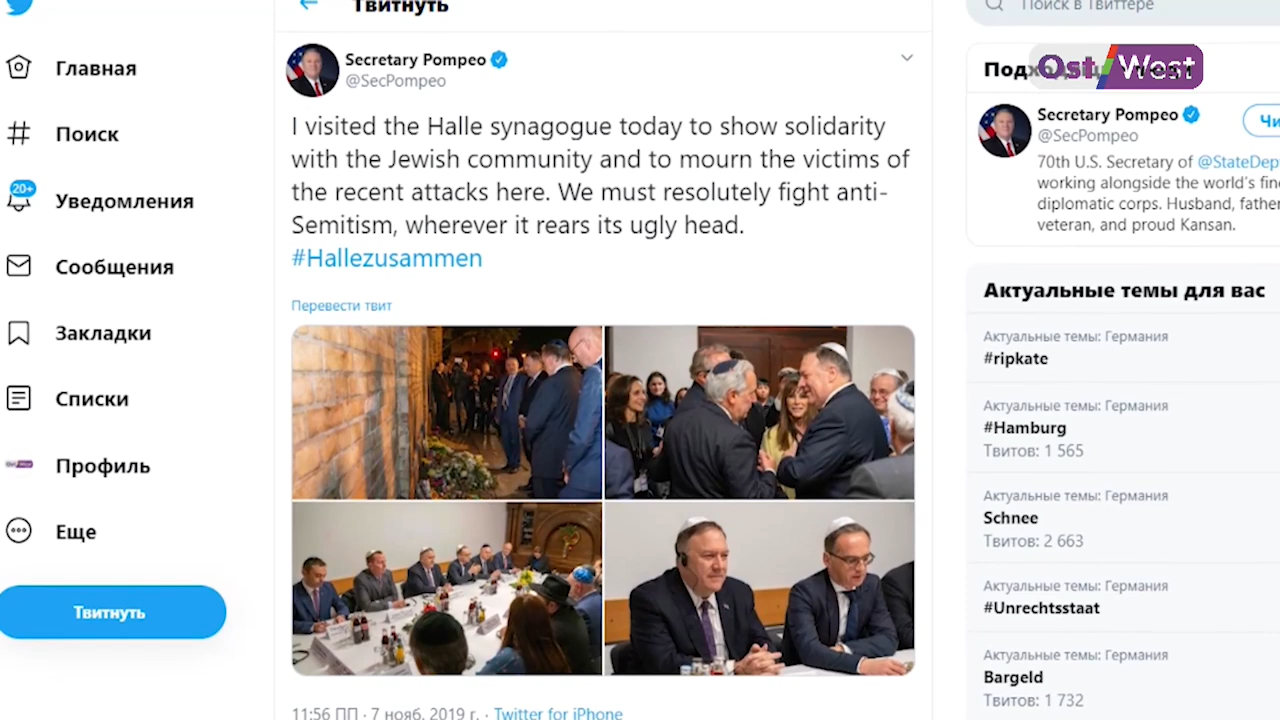 Твитнуть
Поиск в Твиттере
Главная
Поиск
20+
Уведомления
Сообщения
Закладки
Списки
Профиль
Еще
Твитнуть
Secretary Pompeo
@SecPompeo
I visited the Halle synagogue today to show solidarity
with the Jewish community and to mourn the victims of
the recent attacks here. We must resolutely fight anti-
Semitism, wherever it rears its ugly head.
#Hallezusammen
Перевести твит
11:56 ПП · 7 нояб. 2019 г. · Twitter for iPhone
Ost West
Secretary Pompeo
@SecPompeo
70th U.S. Secretary of @StateDept
working alongside the world's fine
diplomatic corps. Husband, father
veteran, and proud Kansan.
Актуальные темы для вас
Актуальные темы: Германия
#ripkate
Актуальные темы: Германия
#Hamburg
Твитов: 1 565
Актуальные темы: Германия
Schnee
Твитов: 2 663
Актуальные темы: Германия
#Unrechtsstaat
Актуальные темы: Германия
Bargeld
Твитов: 1 732